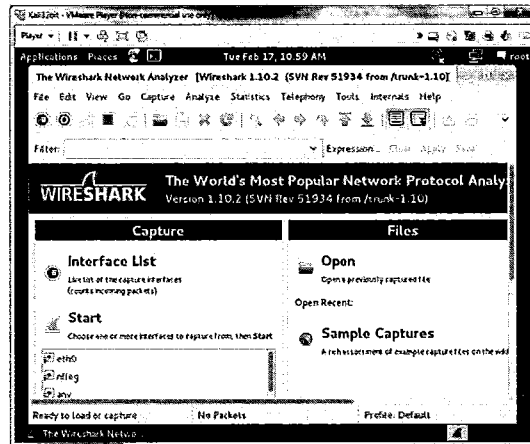 Kali32bit - VMware Player (Non-commercial use only)
Player
Applications Places Tue Feb 17, 10:59 AM root
The Wireshark Network Analyzer [Wireshark 1.10.2 (SVN Rev 51934 from /trunk-1.10)]
File Edit View Go Capture Analyze Statistics Telephony Tools Internals Help
Filter: Expression... Clear Apply Save
WIRESHARK The World's Most Popular Network Protocol Analy
Version 1.10.2 (SVN Rev 51934 from /trunk-1.10)
Capture
Interface List
Live list of the capture interfaces
(counts incoming packets)
Start
Choose one or more interfaces to capture from, then Start
eth0
nflog
any
Files
Open
Open a previously captured file
Open Recent:
Sample Captures
A rich assortment of example capture files on the wiki
Ready to load or capture No Packets Profile: Default
The Wireshark Netwo...